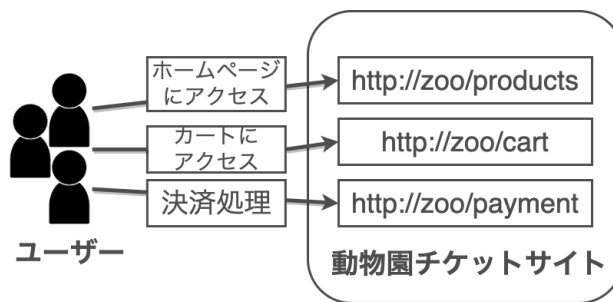 ホームページ
にアクセス
http://zoo/products
カートに
アクセス
http://zoo/cart
決済処理
http://zoo/payment
ユーザー
動物園チケットサイト